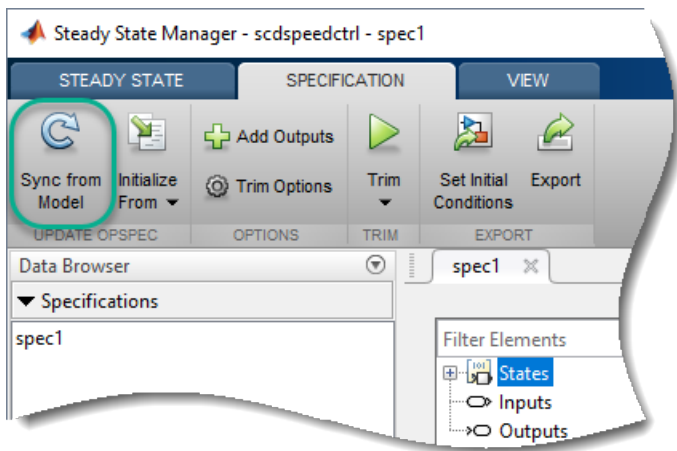 Steady State Manager - scdspeedctrl - spec1
STEADY STATE SPECIFICATION VIEW
Sync from Model
Initialize From
Add Outputs
Trim Options
Trim
Set Initial Conditions
Export
UPDATE OPSPEC OPTIONS TRIM EXPORT
Data Browser
spec1
Specifications
spec1
Filter Elements
States
Inputs
Outputs